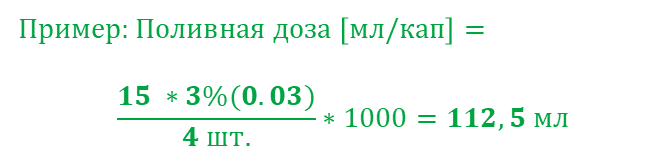 Пример: Поливная доза [мл/кап] =
15 * 3%(0.03)
4 шт.
* 1000 = 112,5 мл